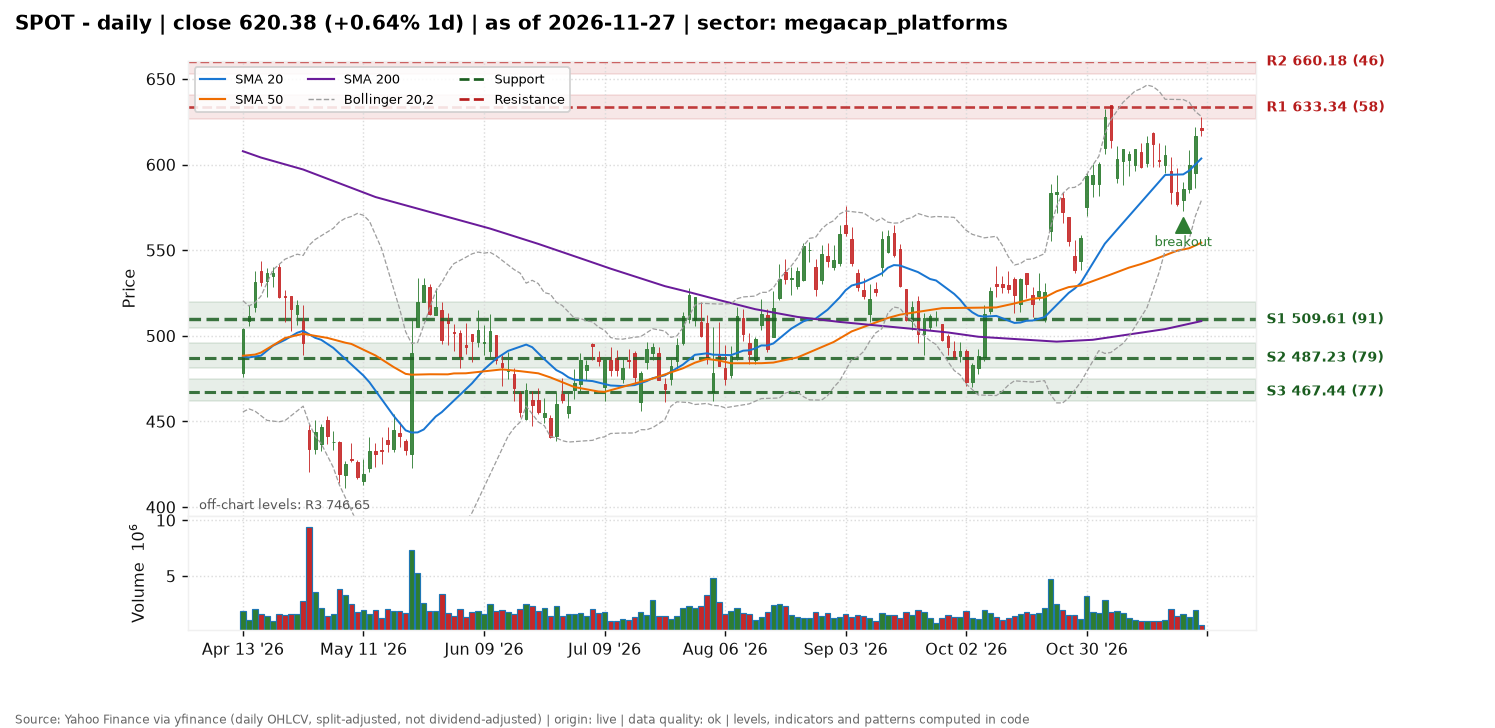 SPOT - daily | close 620.38 (+0.64% 1d) | as of 2026-11-27 | sector: megacap_platforms
SMA 20
SMA 50
SMA 200
Bollinger 20,2
Support
Resistance
R2 660.18 (46)
R1 633.34 (58)
S1 509.61 (91)
S2 487.23 (79)
S3 467.44 (77)
Price
650
600
550
500
450
400
breakout
off-chart levels: R3 746.65
Volume 10⁶
10
5
Apr 13 '26
May 11 '26
Jun 09 '26
Jul 09 '26
Aug 06 '26
Sep 03 '26
Oct 02 '26
Oct 30 '26
Source: Yahoo Finance via yfinance (daily OHLCV, split-adjusted, not dividend-adjusted) | origin: live | data quality: ok | levels, indicators and patterns computed in code